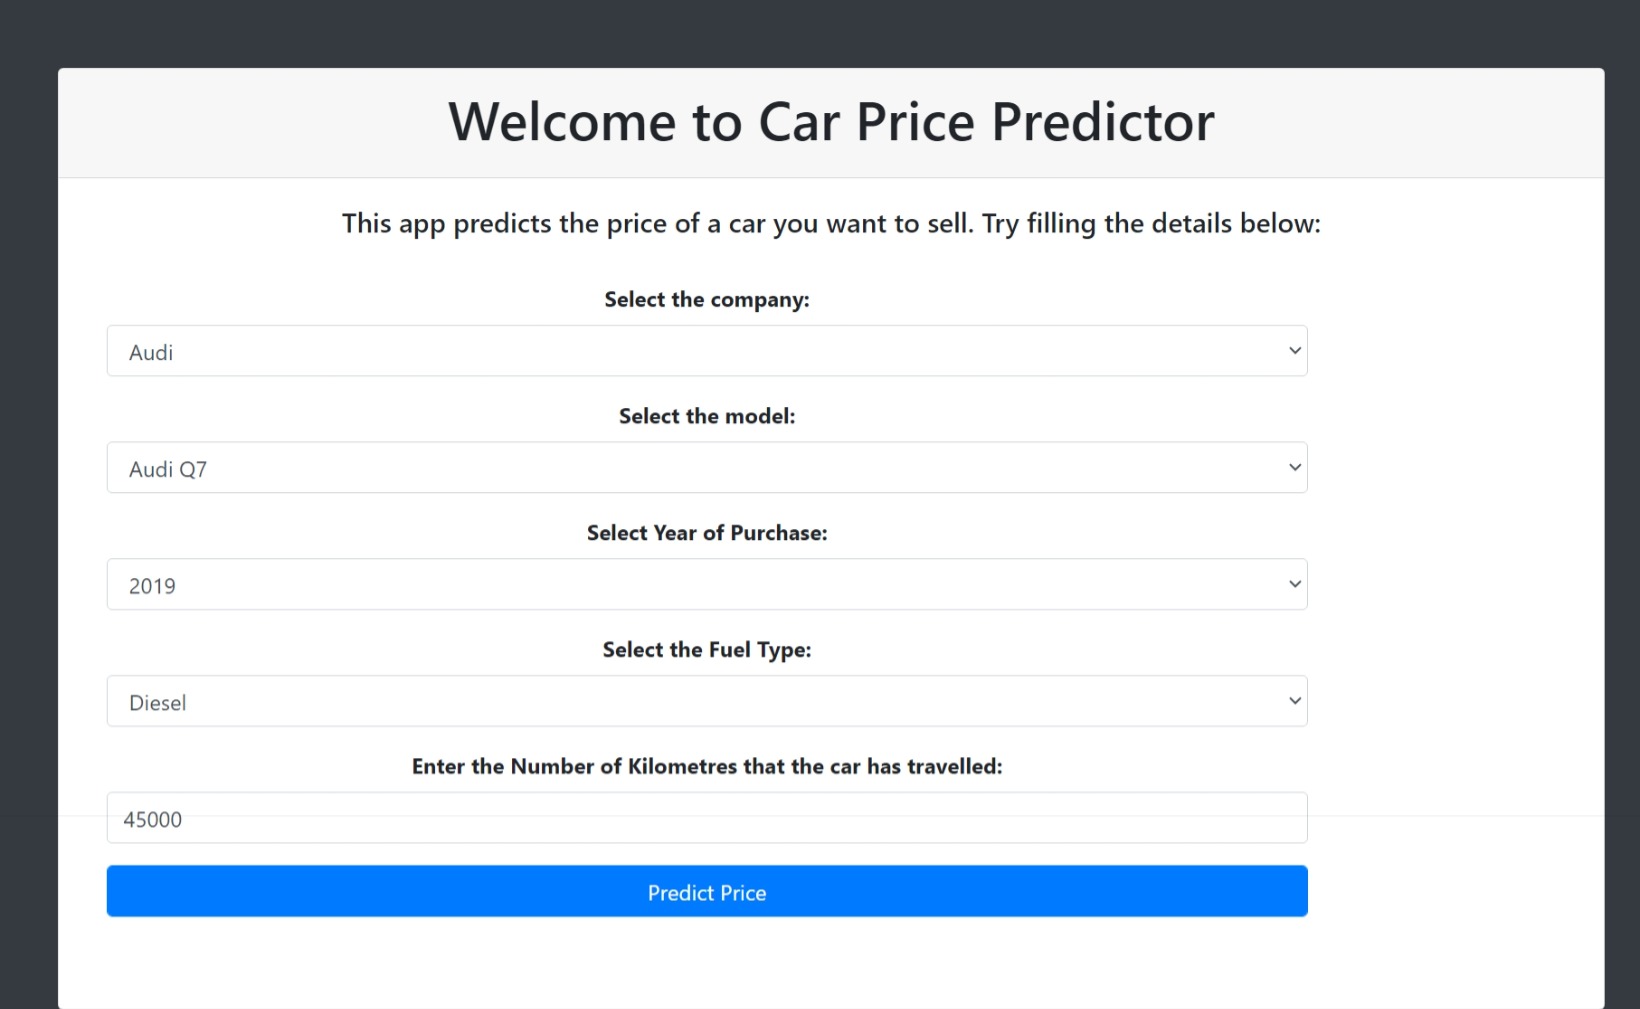 Welcome to Car Price Predictor
This app predicts the price of a car you want to sell. Try filling the details below:
Select the company:
Audi
Select the model:
Audi Q7
Select Year of Purchase:
2019
Select the Fuel Type:
Diesel
Enter the Number of Kilometres that the car has travelled:
45000
Predict Price